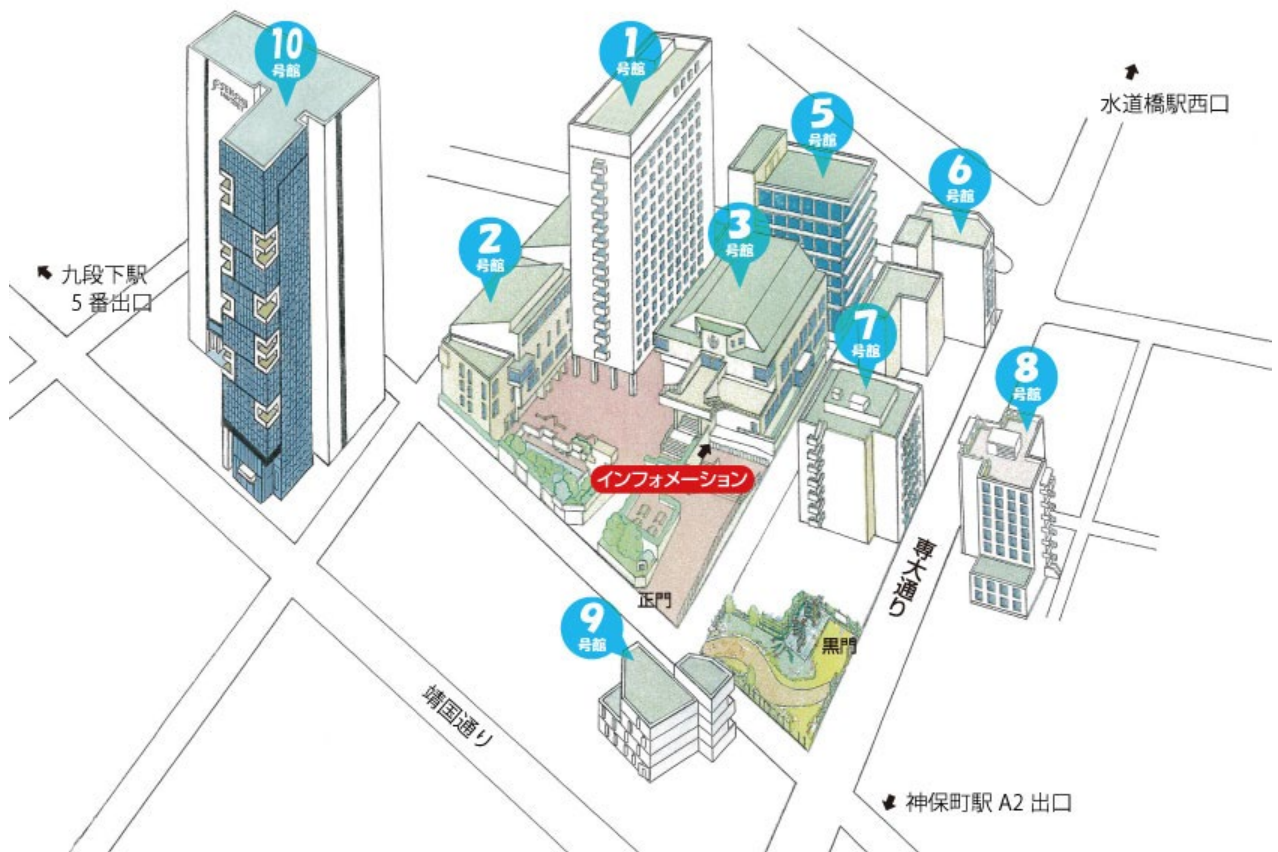 10
号館
1
号館
5
号館
6
号館
水道橋駅西口
2
号館
3
号館
九段下駅
5番出口
7
号館
8
号館
インフォメーション
専大通り
正門
9
号館
黒門
靖国通り
神保町駅 A2 出口